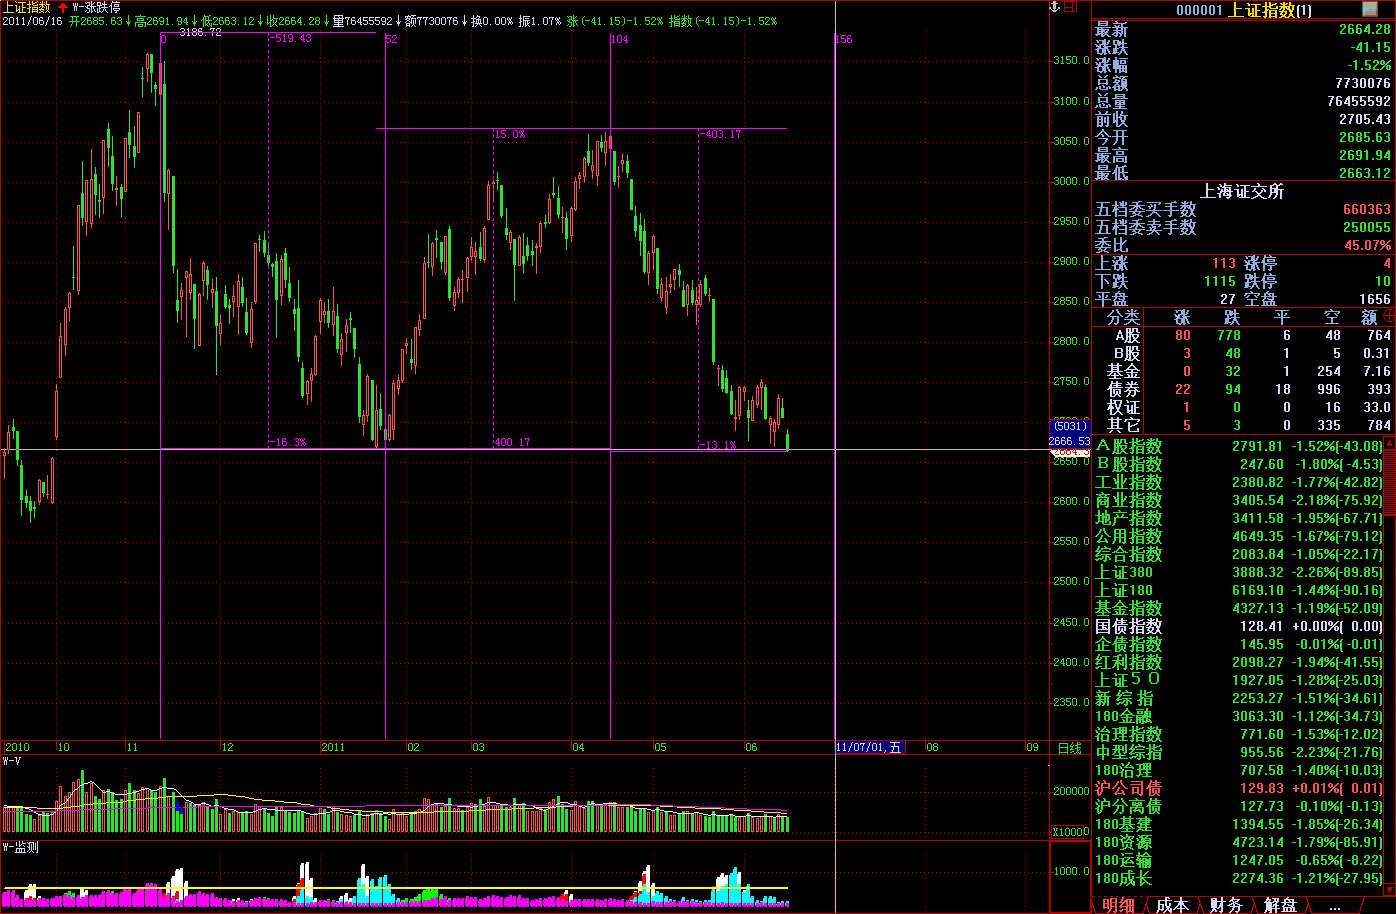 上证指数 W-涨跌停
2011/06/16 开2685.63↓高2691.94↓低2663.12↓收2664.28↓量76455592↓额7730076↓换0.00% 振1.07% 涨(-41.15)-1.52% 指数(-41.15)-1.52%
0 3186.72 -519.43 52 104 156
15.0% -403.17
-16.3% 400.17 -13.1%
3150.0
3100.0
3050.0
3000.0
2950.0
2900.0
2850.0
2800.0
2750.0
(5031)
2666.53
2650.0
2600.0
2550.0
2500.0
2450.0
2400.0
2350.0
2010 10 11 12 2011 02 03 04 05 06 11/07/01,五 08 09 日线
W-V
200000
X10000
W-监测
1000.0
000001 上证指数(1)
最新 2664.28
涨跌 -41.15
涨幅 -1.52%
总额 7730076
总量 76455592
前收 2705.43
今开 2685.63
最高 2691.94
最低 2663.12
上海证交所
五档委买手数 660363
五档委卖手数 250055
委比 45.07%
上涨 113 涨停 4
下跌 1115 跌停 10
平盘 27 空盘 1656
分类 涨 跌 平 空 额
A股 80 778 6 48 764
B股 3 48 1 5 0.31
基金 0 32 1 254 7.16
债券 22 94 18 996 393
权证 1 0 0 16 33.0
其它 5 3 0 335 784
Ａ股指数 2791.81 -1.52%(-43.08)
Ｂ股指数 247.60 -1.80%( -4.53)
工业指数 2380.82 -1.77%(-42.82)
商业指数 3405.54 -2.18%(-75.92)
地产指数 3411.58 -1.95%(-67.71)
公用指数 4649.35 -1.67%(-79.12)
综合指数 2083.84 -1.05%(-22.17)
上证380 3888.32 -2.26%(-89.85)
上证180 6169.10 -1.44%(-90.16)
基金指数 4327.13 -1.19%(-52.09)
国债指数 128.41 +0.00%( 0.00)
企债指数 145.95 -0.01%( -0.01)
红利指数 2098.27 -1.94%(-41.55)
上证５０ 1927.05 -1.28%(-25.03)
新 综 指 2253.27 -1.51%(-34.61)
180金融 3063.30 -1.12%(-34.73)
治理指数 771.60 -1.53%(-12.02)
中型综指 955.56 -2.23%(-21.76)
180治理 707.58 -1.40%(-10.03)
沪公司债 129.83 +0.01%( 0.01)
沪分离债 127.73 -0.10%( -0.13)
180基建 1394.55 -1.85%(-26.34)
180资源 4723.14 -1.79%(-85.91)
180运输 1247.05 -0.65%( -8.22)
180成长 2274.36 -1.21%(-27.95)
明细 成本 财务 解盘 ...